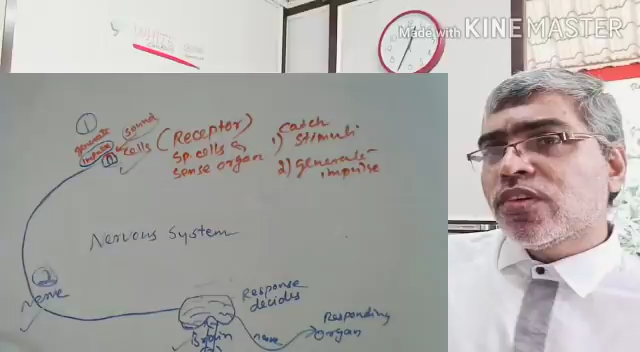 Made with KINEMASTER
1
sound
generate
impulse
cells
(Receptor)
Sp. cells
sense organ
Catch
1) Stimuli
2) generate
impulse
Nervous System
2
Nerve
Response
decides
Brain
nerve
Responding
organ